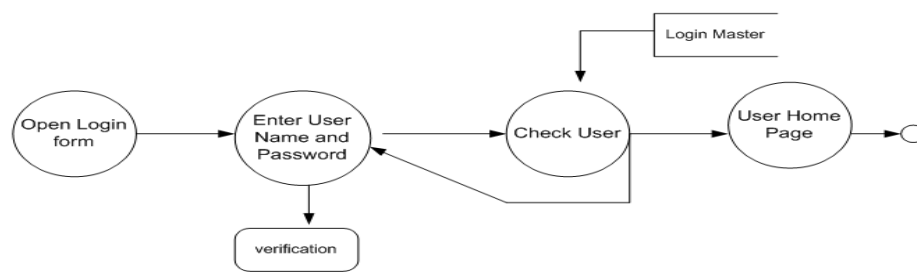 Login Master
Open Login
form
Enter User
Name and
Password
Check User
User Home
Page
verification